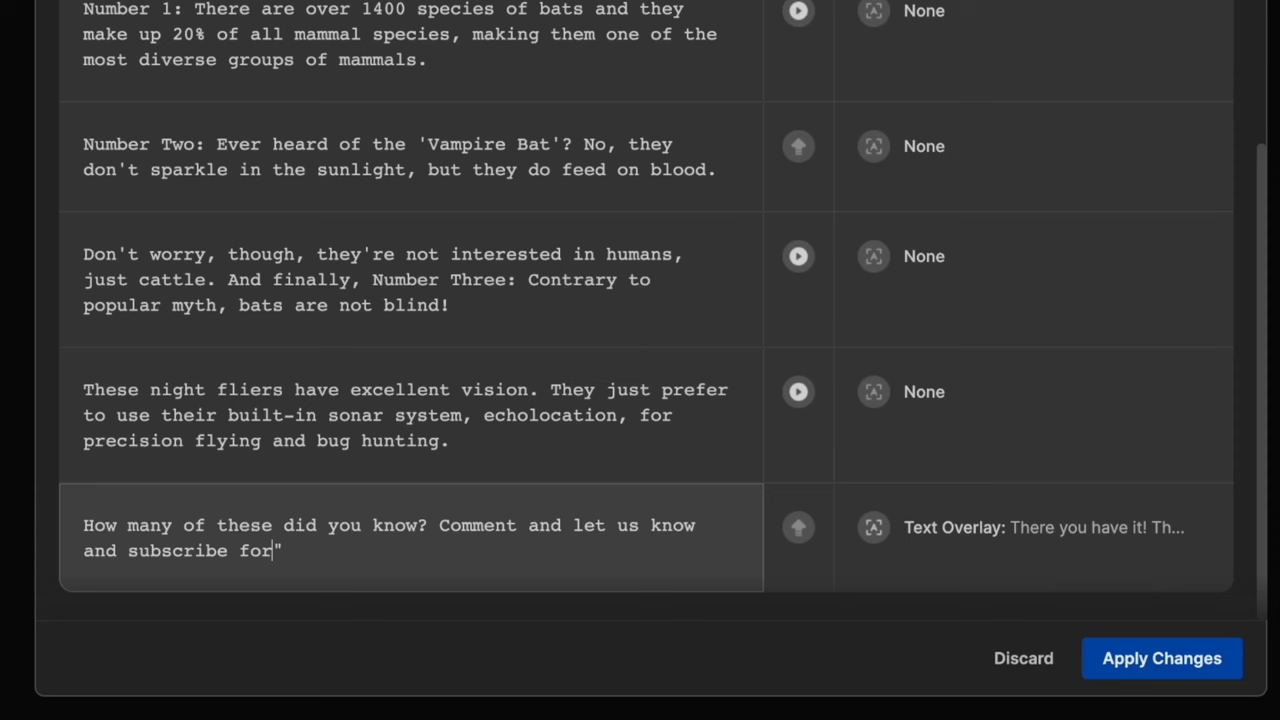 Number 1: There are over 1400 species of bats and they
make up 20% of all mammal species, making them one of the
most diverse groups of mammals.
None
Number Two: Ever heard of the 'Vampire Bat'? No, they
don't sparkle in the sunlight, but they do feed on blood.
None
Don't worry, though, they're not interested in humans,
just cattle. And finally, Number Three: Contrary to
popular myth, bats are not blind!
None
These night fliers have excellent vision. They just prefer
to use their built-in sonar system, echolocation, for
precision flying and bug hunting.
None
How many of these did you know? Comment and let us know
and subscribe for"
Text Overlay: There you have it! Th...
Discard
Apply Changes